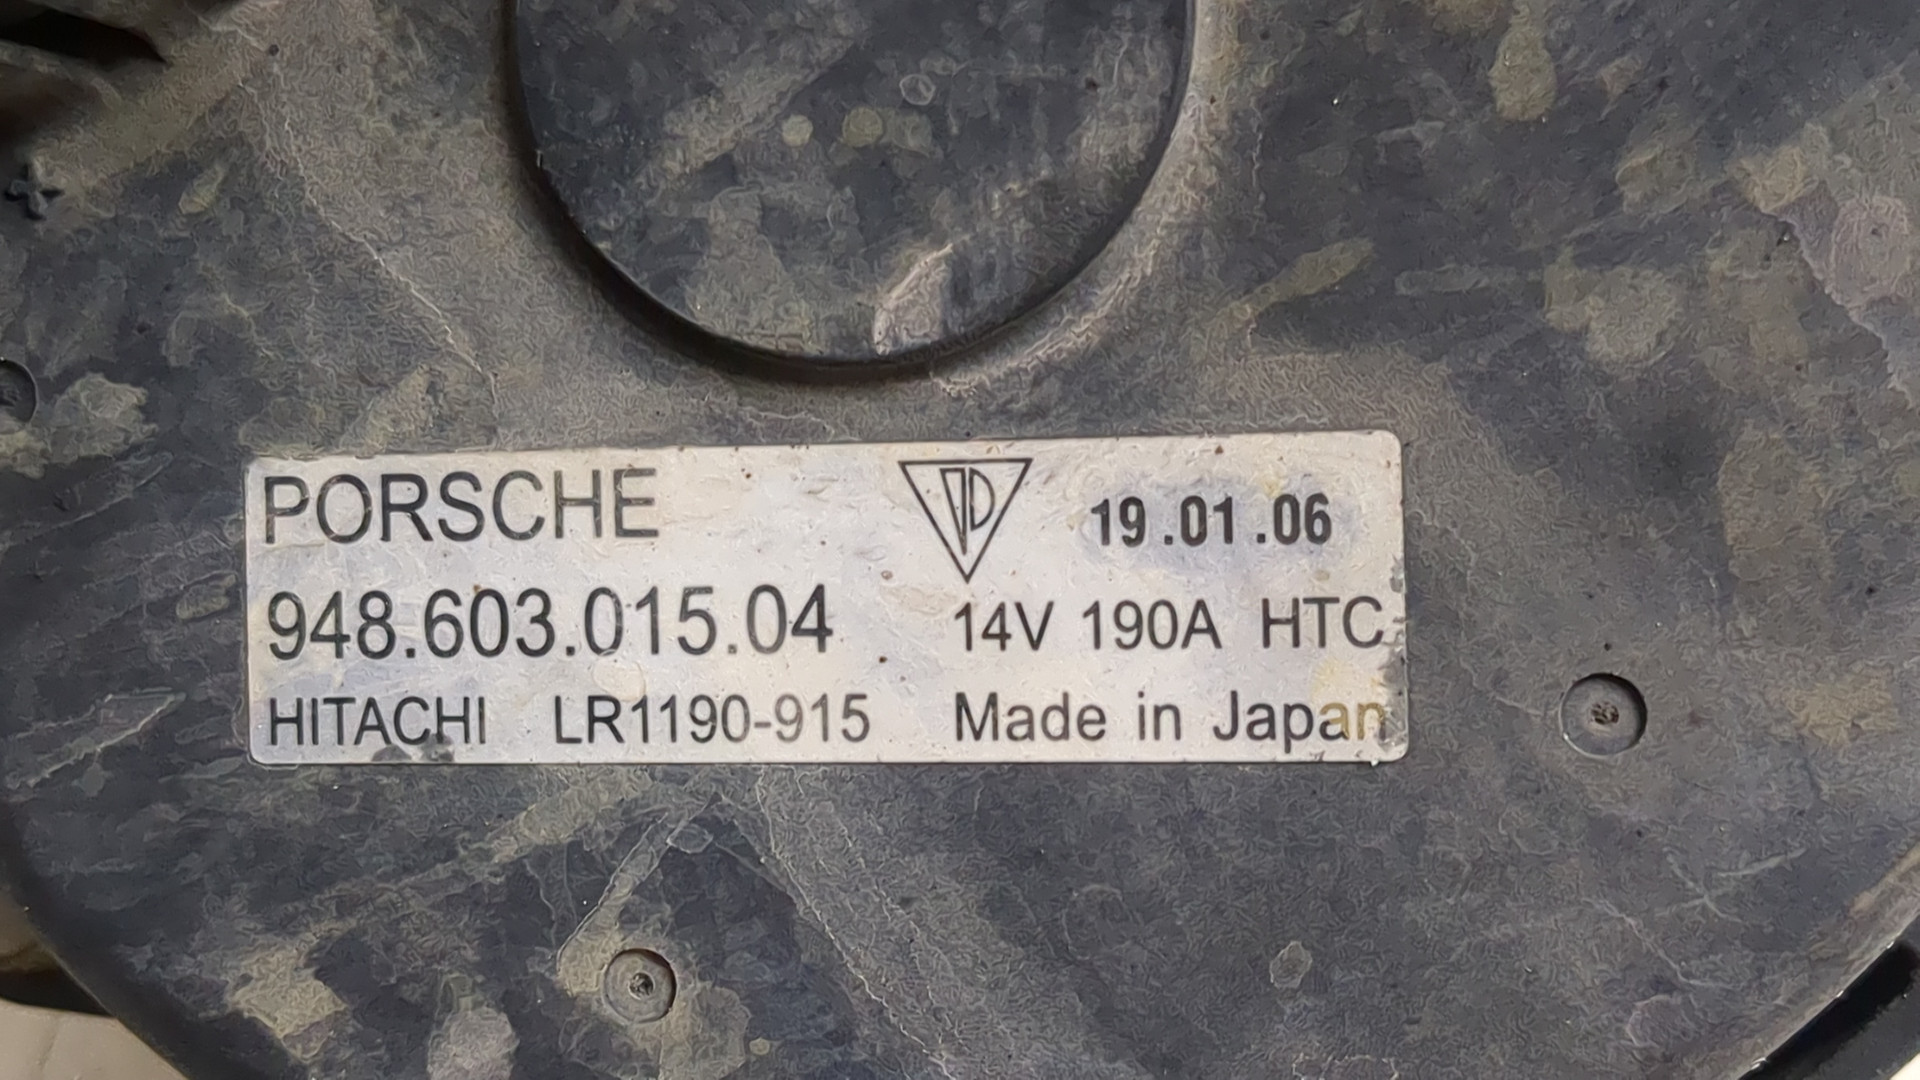 PORSCHE 19.01.06
948.603.015.04 14V 190A HTC
HITACHI LR1190-915 Made in Japan